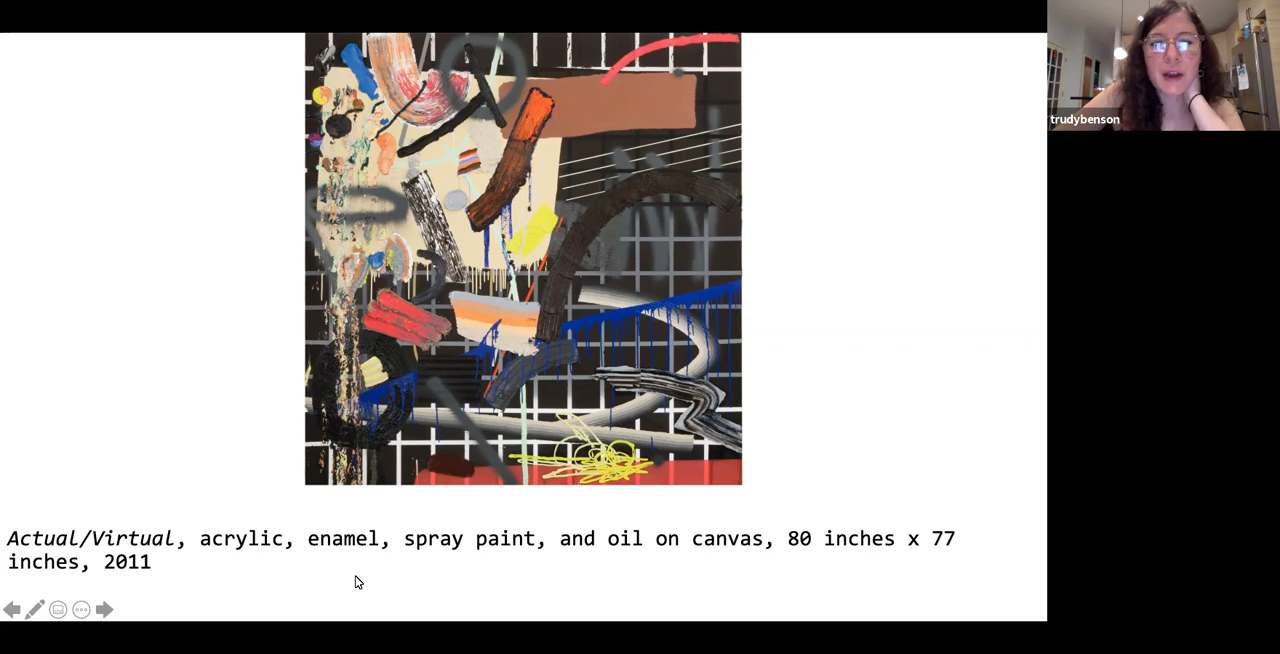 trudybenson
Actual/Virtual, acrylic, enamel, spray paint, and oil on canvas, 80 inches x 77
inches, 2011